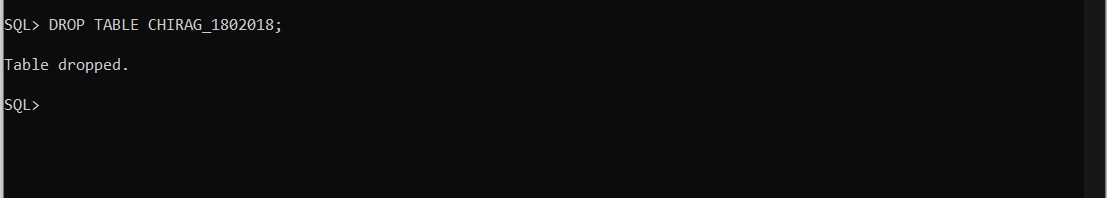 SQL> DROP TABLE CHIRAG_1802018;
Table dropped.
SQL>